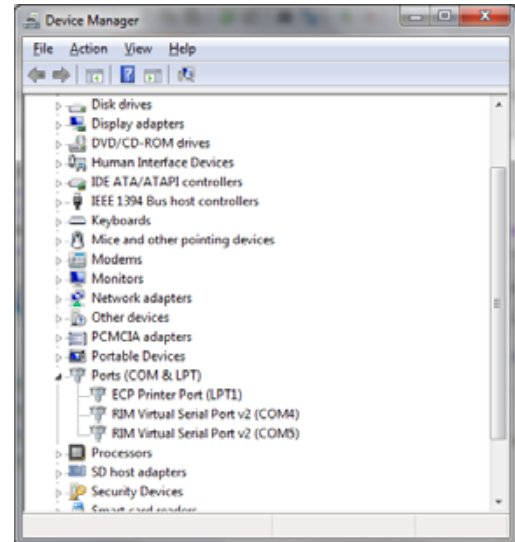 Device Manager
File Action View Help
Disk drives
Display adapters
DVD/CD-ROM drives
Human Interface Devices
IDE ATA/ATAPI controllers
IEEE 1394 Bus host controllers
Keyboards
Mice and other pointing devices
Modems
Monitors
Network adapters
Other devices
PCMCIA adapters
Portable Devices
Ports (COM & LPT)
ECP Printer Port (LPT1)
RIM Virtual Serial Port v2 (COM4)
RIM Virtual Serial Port v2 (COM5)
Processors
SD host adapters
Security Devices
Smart card readers